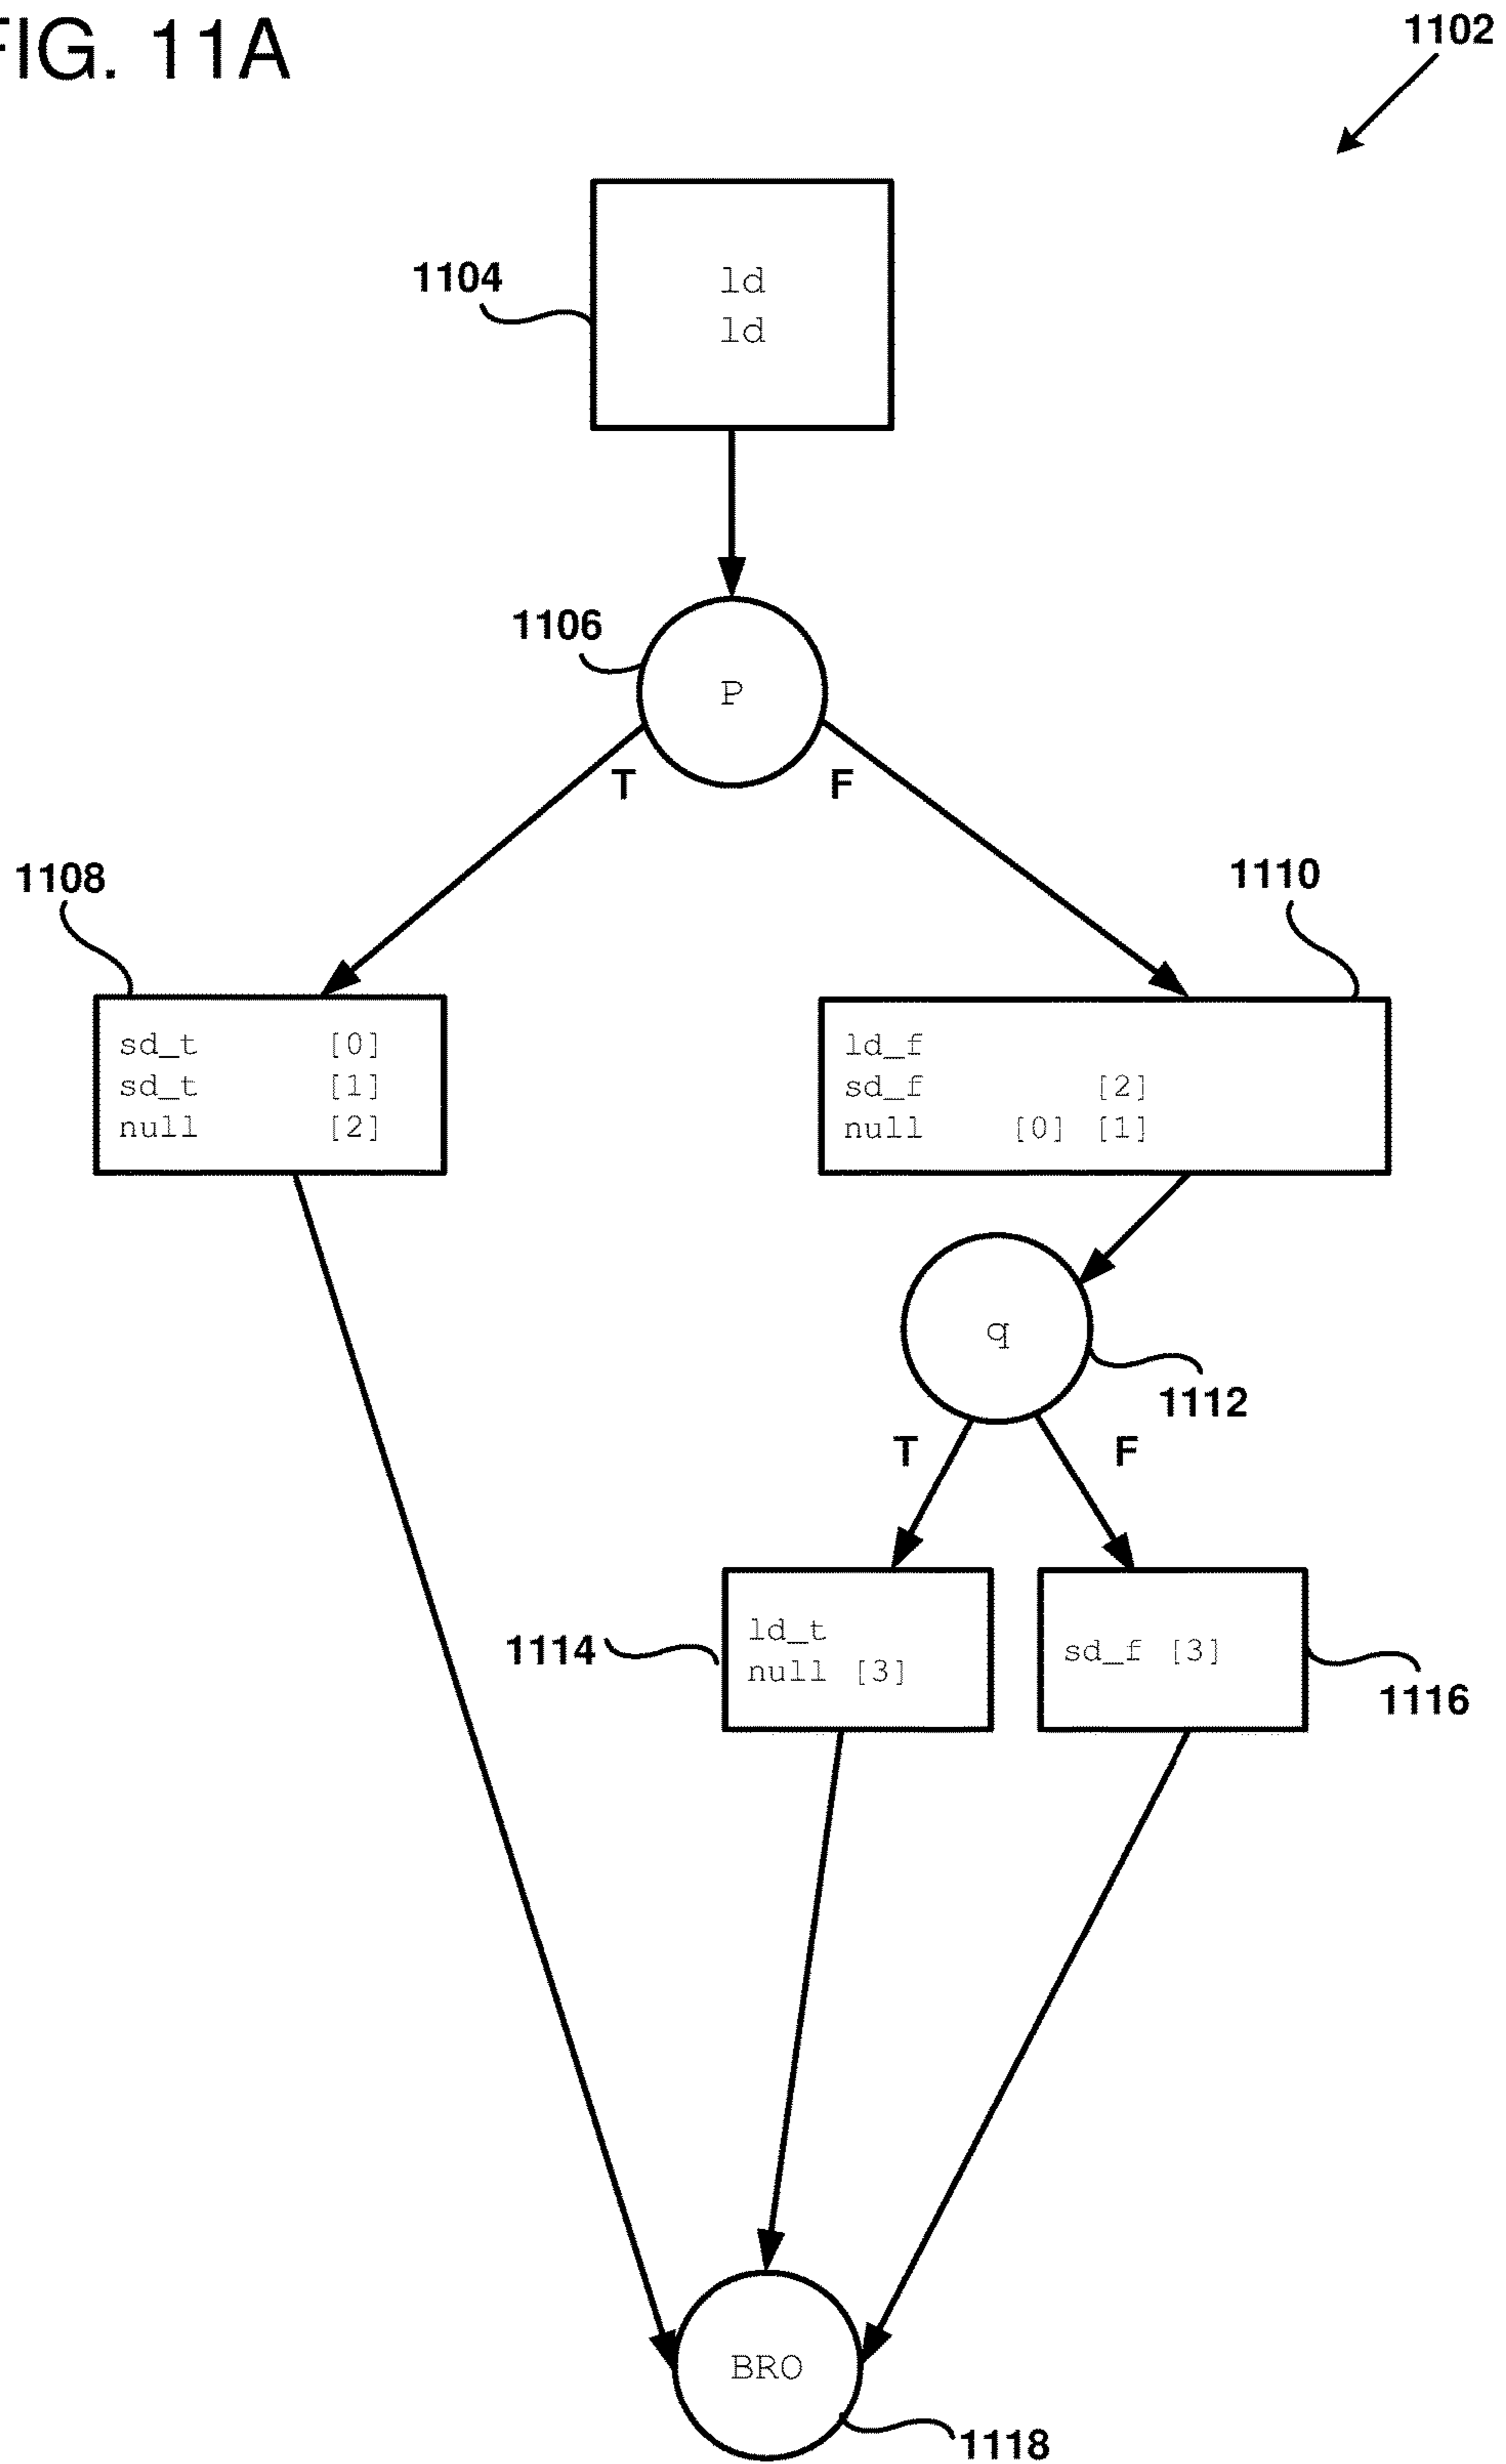 FIG. 11A
1102
1104
ld
ld
1106
P
T
F
1108
1110
sd_t [0]
sd_t [1]
null [2]
ld_f
sd_f [2]
null [0] [1]
q
1112
T
F
1114
ld_t
null [3]
sd_f [3]
1116
BRO
1118